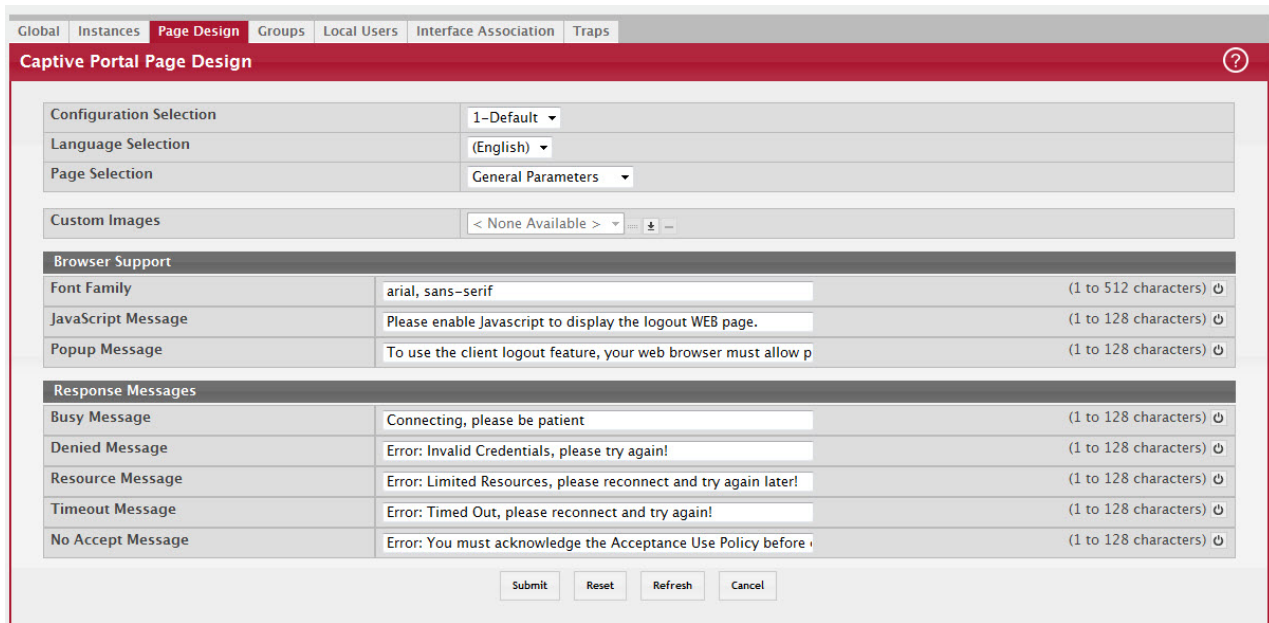 Global Instances Page Design Groups Local Users Interface Association Traps
Captive Portal Page Design ?
Configuration Selection 1-Default
Language Selection (English)
Page Selection General Parameters
Custom Images < None Available >
Browser Support
Font Family arial, sans-serif (1 to 512 characters)
JavaScript Message Please enable Javascript to display the logout WEB page. (1 to 128 characters)
Popup Message To use the client logout feature, your web browser must allow p (1 to 128 characters)
Response Messages
Busy Message Connecting, please be patient (1 to 128 characters)
Denied Message Error: Invalid Credentials, please try again! (1 to 128 characters)
Resource Message Error: Limited Resources, please reconnect and try again later! (1 to 128 characters)
Timeout Message Error: Timed Out, please reconnect and try again! (1 to 128 characters)
No Accept Message Error: You must acknowledge the Acceptance Use Policy before (1 to 128 characters)
Submit Reset Refresh Cancel